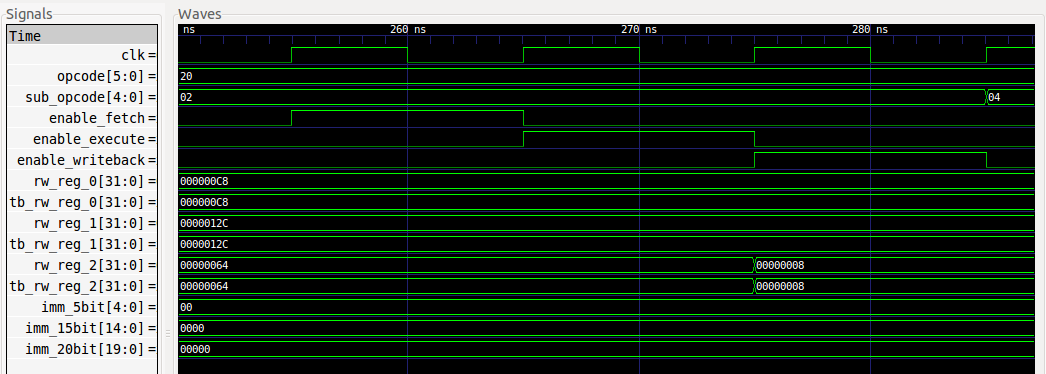 Signals
Waves
Time
ns 260 ns 270 ns 280 ns
clk =
opcode[5:0] = 20
sub_opcode[4:0] = 02 04
enable_fetch =
enable_execute =
enable_writeback =
rw_reg_0[31:0] = 000000C8
tb_rw_reg_0[31:0] = 000000C8
rw_reg_1[31:0] = 0000012C
tb_rw_reg_1[31:0] = 0000012C
rw_reg_2[31:0] = 00000064 00000008
tb_rw_reg_2[31:0] = 00000064 00000008
imm_5bit[4:0] = 00
imm_15bit[14:0] = 0000
imm_20bit[19:0] = 00000